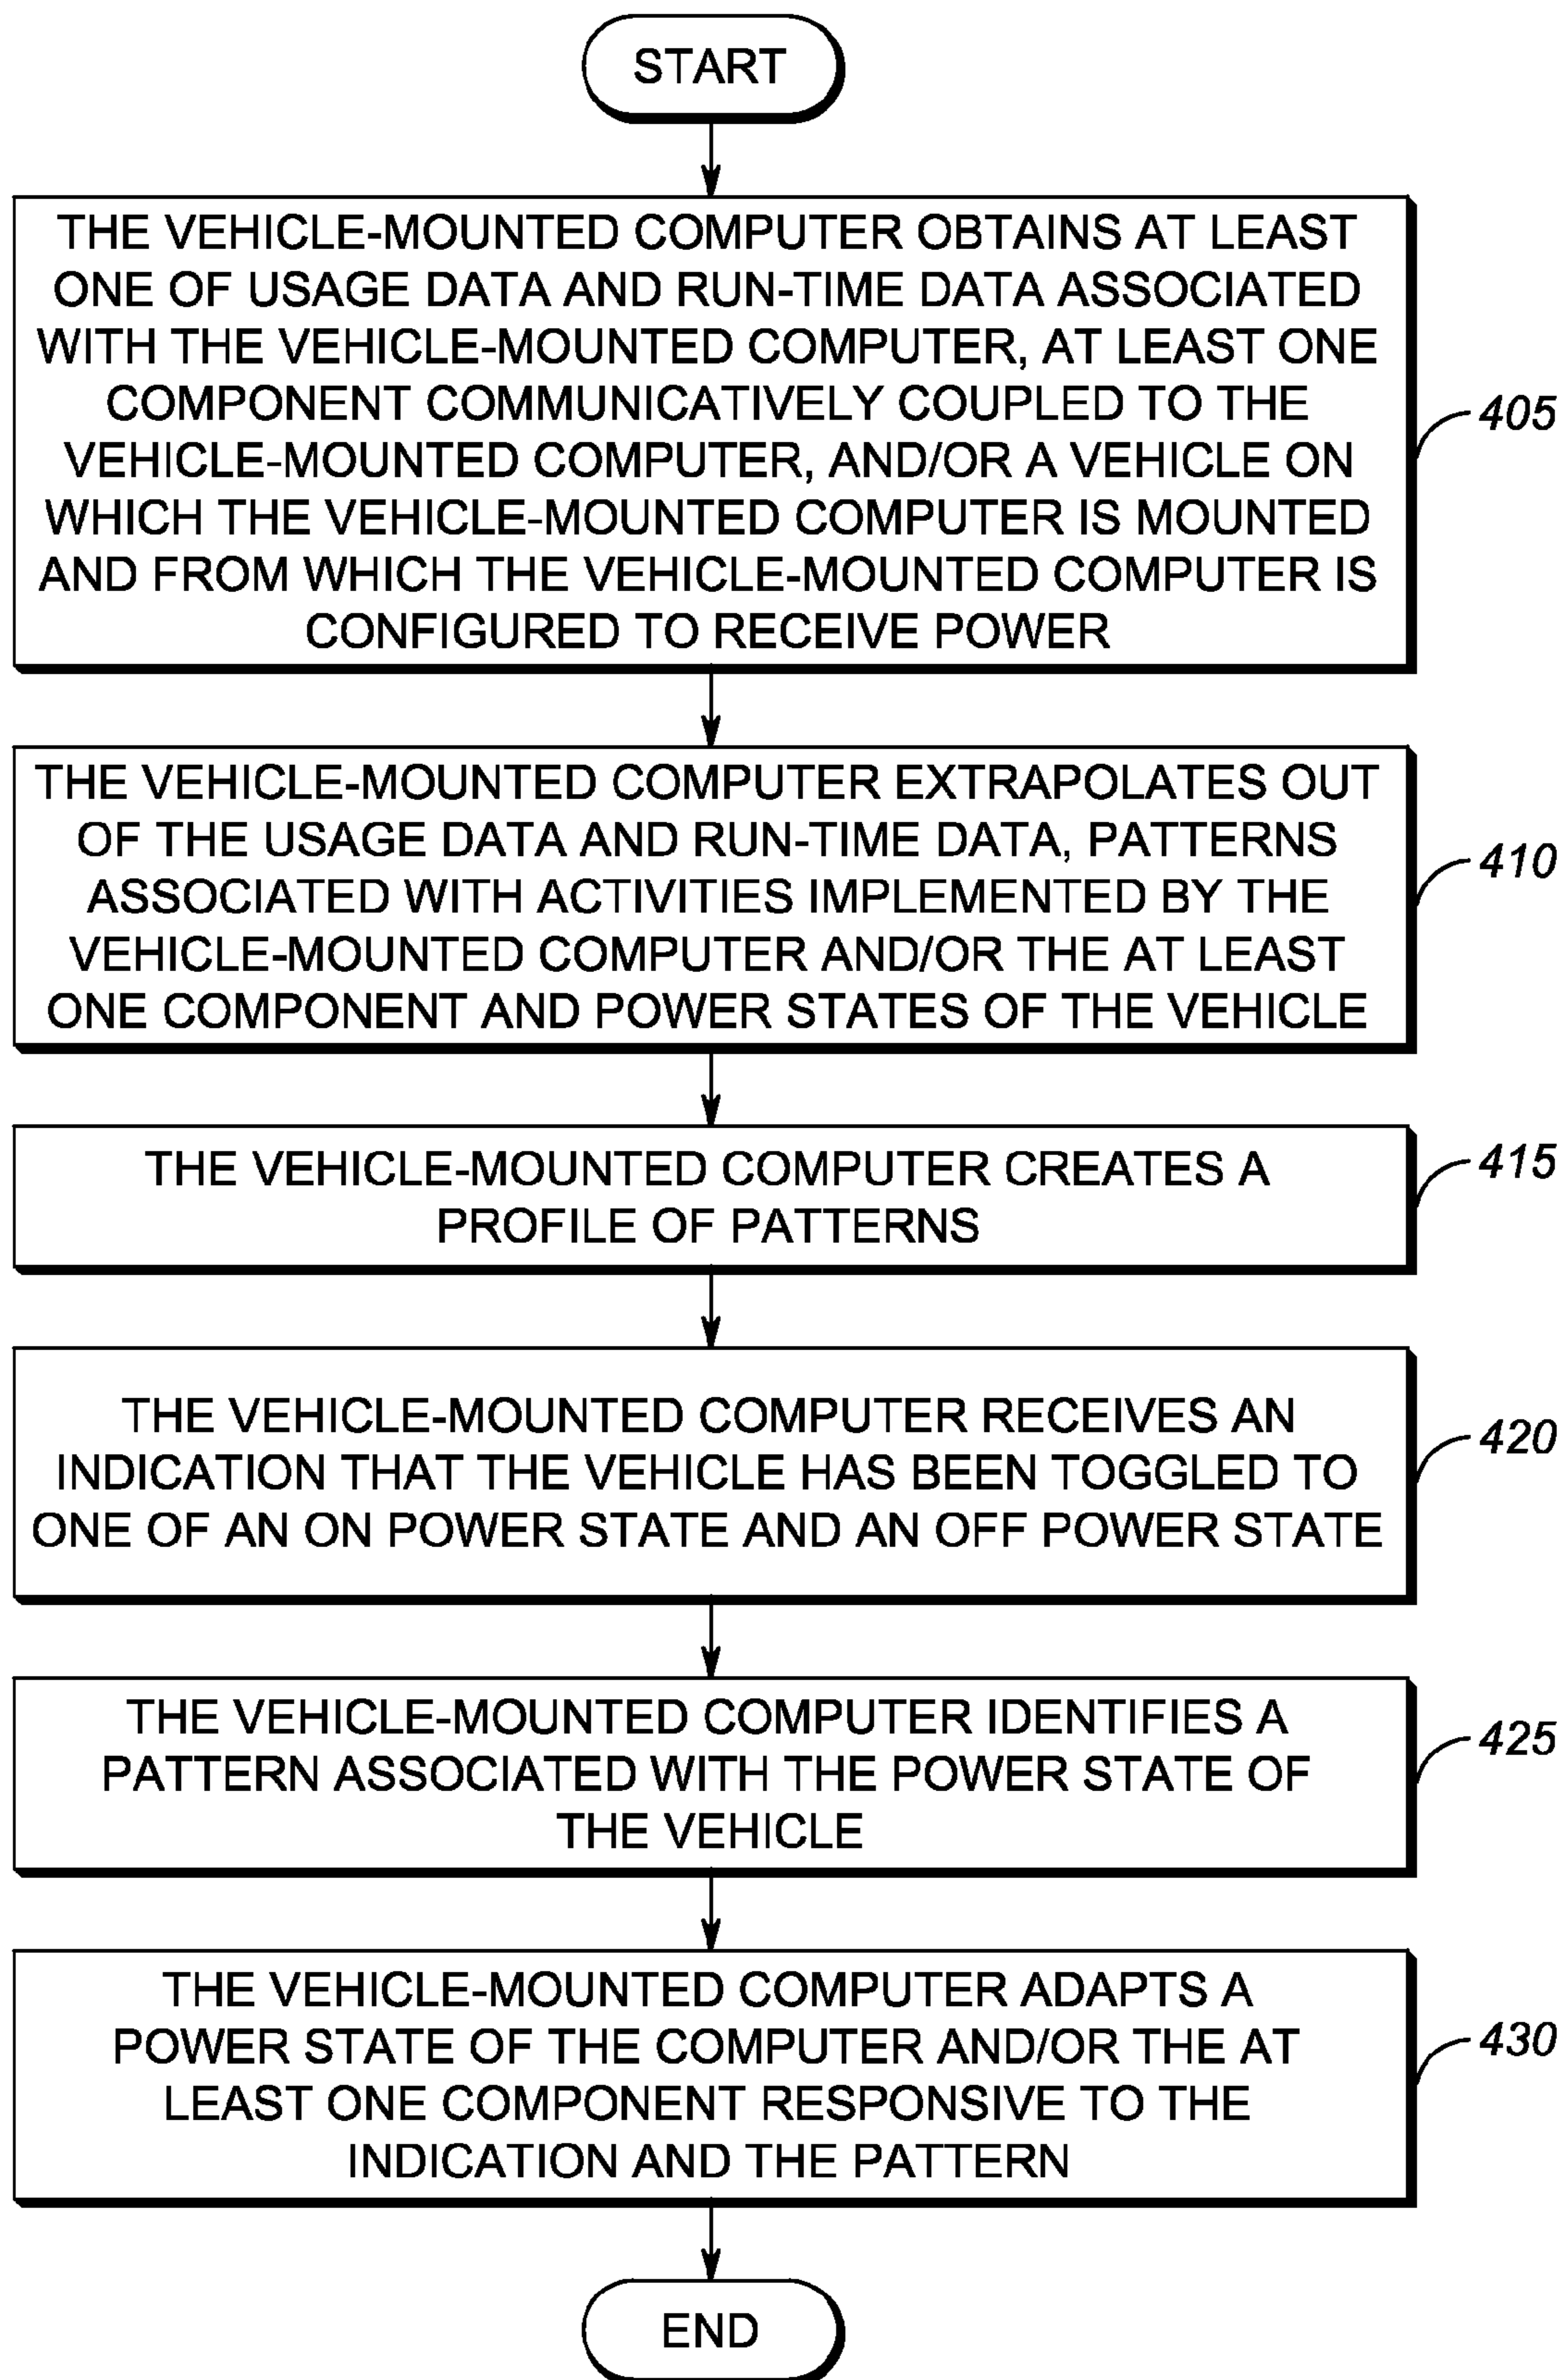 START
THE VEHICLE-MOUNTED COMPUTER OBTAINS AT LEAST
ONE OF USAGE DATA AND RUN-TIME DATA ASSOCIATED
WITH THE VEHICLE-MOUNTED COMPUTER, AT LEAST ONE
COMPONENT COMMUNICATIVELY COUPLED TO THE
VEHICLE-MOUNTED COMPUTER, AND/OR A VEHICLE ON
WHICH THE VEHICLE-MOUNTED COMPUTER IS MOUNTED
AND FROM WHICH THE VEHICLE-MOUNTED COMPUTER IS
CONFIGURED TO RECEIVE POWER
405
THE VEHICLE-MOUNTED COMPUTER EXTRAPOLATES OUT
OF THE USAGE DATA AND RUN-TIME DATA, PATTERNS
ASSOCIATED WITH ACTIVITIES IMPLEMENTED BY THE
VEHICLE-MOUNTED COMPUTER AND/OR THE AT LEAST
ONE COMPONENT AND POWER STATES OF THE VEHICLE
410
THE VEHICLE-MOUNTED COMPUTER CREATES A
PROFILE OF PATTERNS
415
THE VEHICLE-MOUNTED COMPUTER RECEIVES AN
INDICATION THAT THE VEHICLE HAS BEEN TOGGLED TO
ONE OF AN ON POWER STATE AND AN OFF POWER STATE
420
THE VEHICLE-MOUNTED COMPUTER IDENTIFIES A
PATTERN ASSOCIATED WITH THE POWER STATE OF
THE VEHICLE
425
THE VEHICLE-MOUNTED COMPUTER ADAPTS A
POWER STATE OF THE COMPUTER AND/OR THE AT
LEAST ONE COMPONENT RESPONSIVE TO THE
INDICATION AND THE PATTERN
430
END